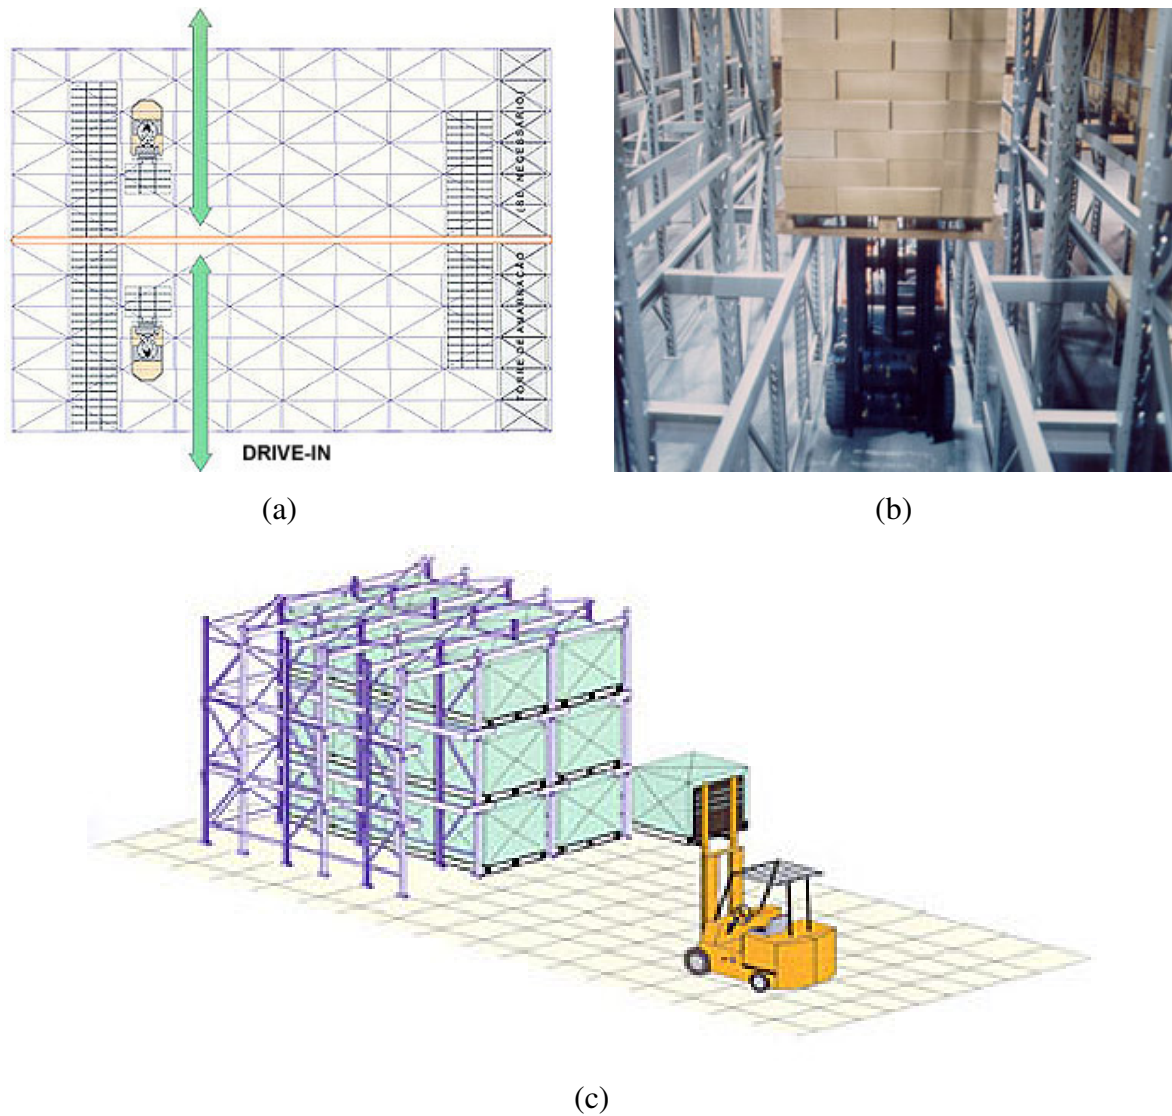 (SE NECESSÁRIO)
TORRE DE AMARRAÇÃO
DRIVE-IN
(a)
(b)
(c)